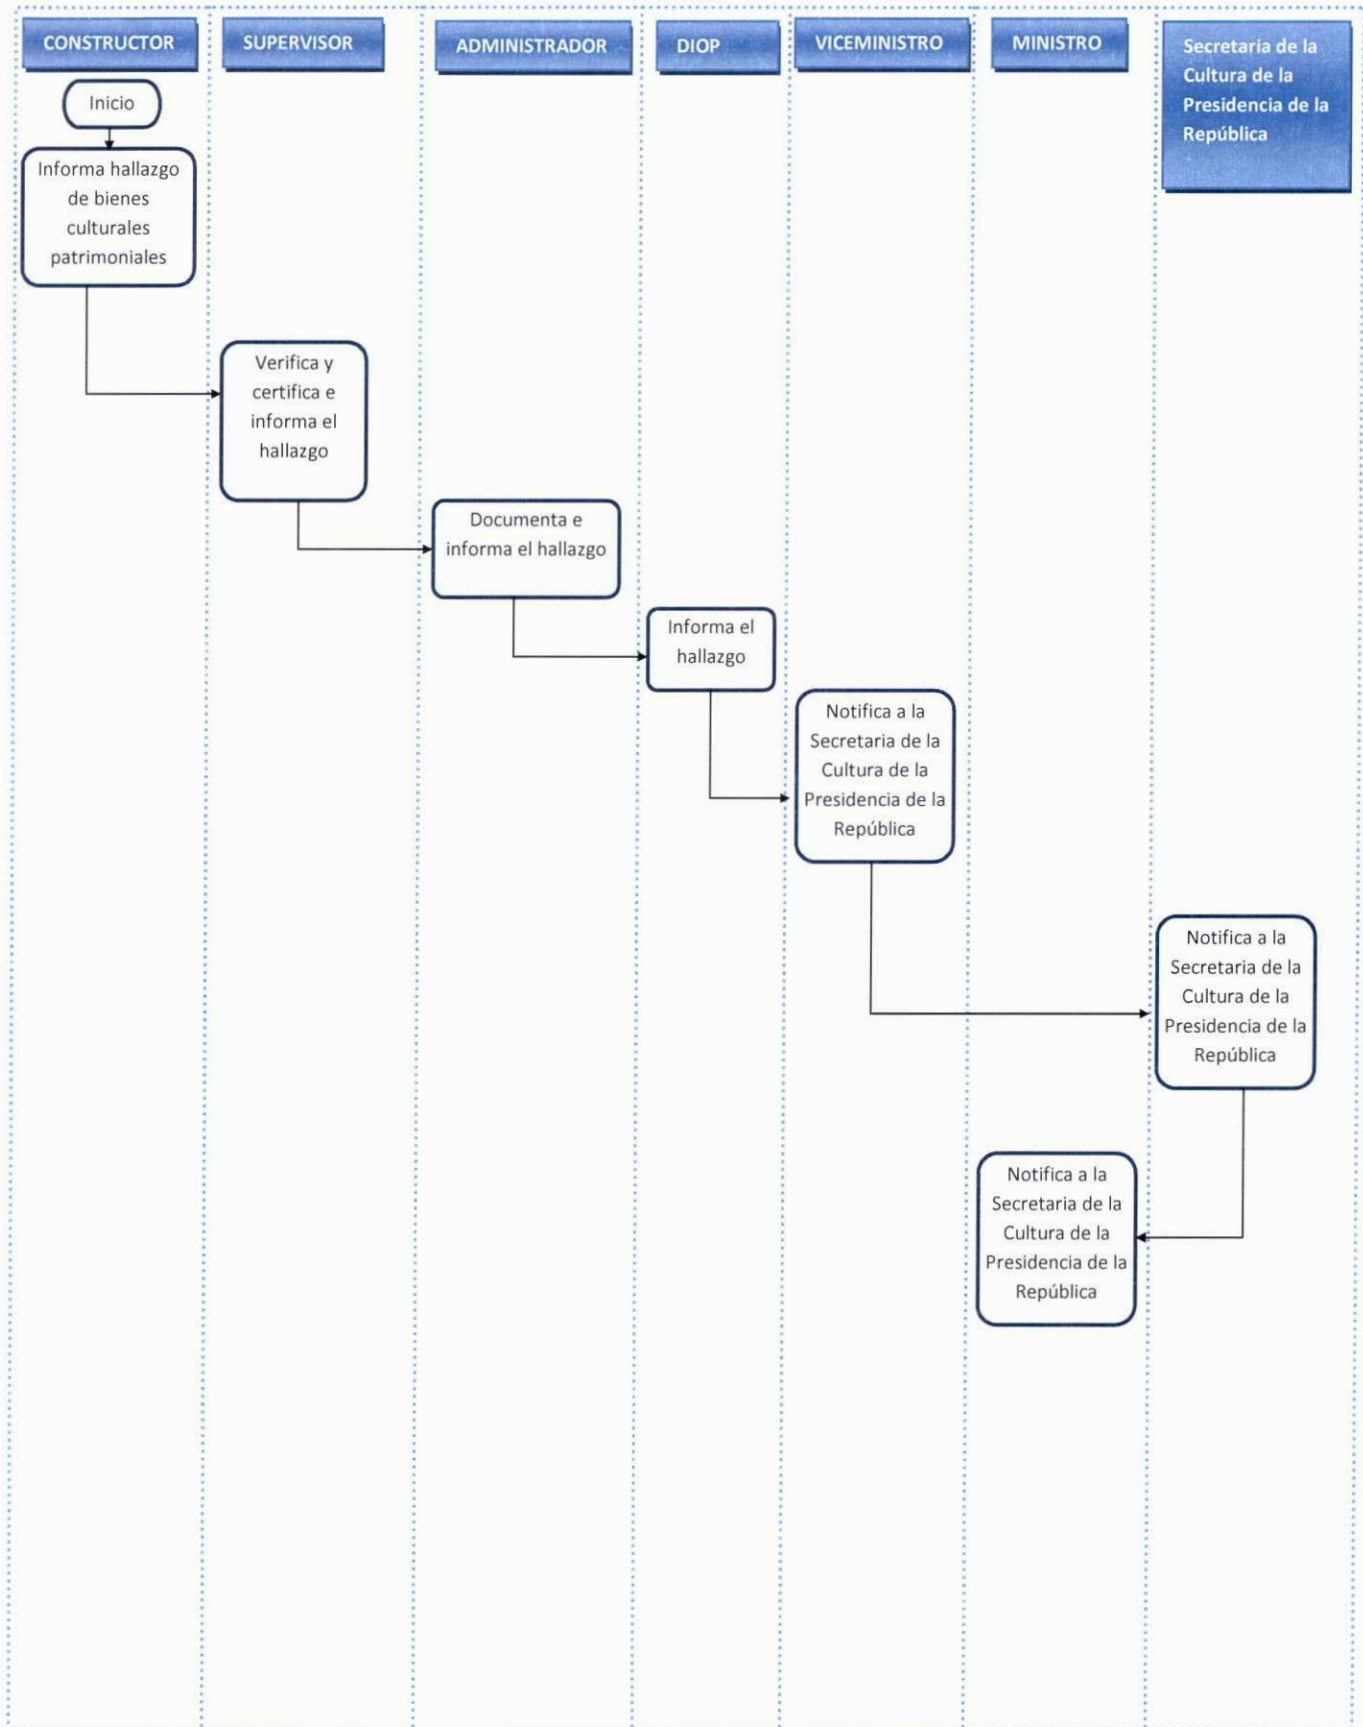 CONSTRUCTOR
SUPERVISOR
ADMINISTRADOR
DIOP
VICEMINISTRO
MINISTRO
Secretaria de la
Cultura de la
Presidencia de la
República
Inicio
Informa hallazgo
de bienes
culturales
patrimoniales
Verifica y
certifica e
informa el
hallazgo
Documenta e
informa el hallazgo
Informa el
hallazgo
Notifica a la
Secretaria de la
Cultura de la
Presidencia de la
República
Notifica a la
Secretaria de la
Cultura de la
Presidencia de la
República
Notifica a la
Secretaria de la
Cultura de la
Presidencia de la
República